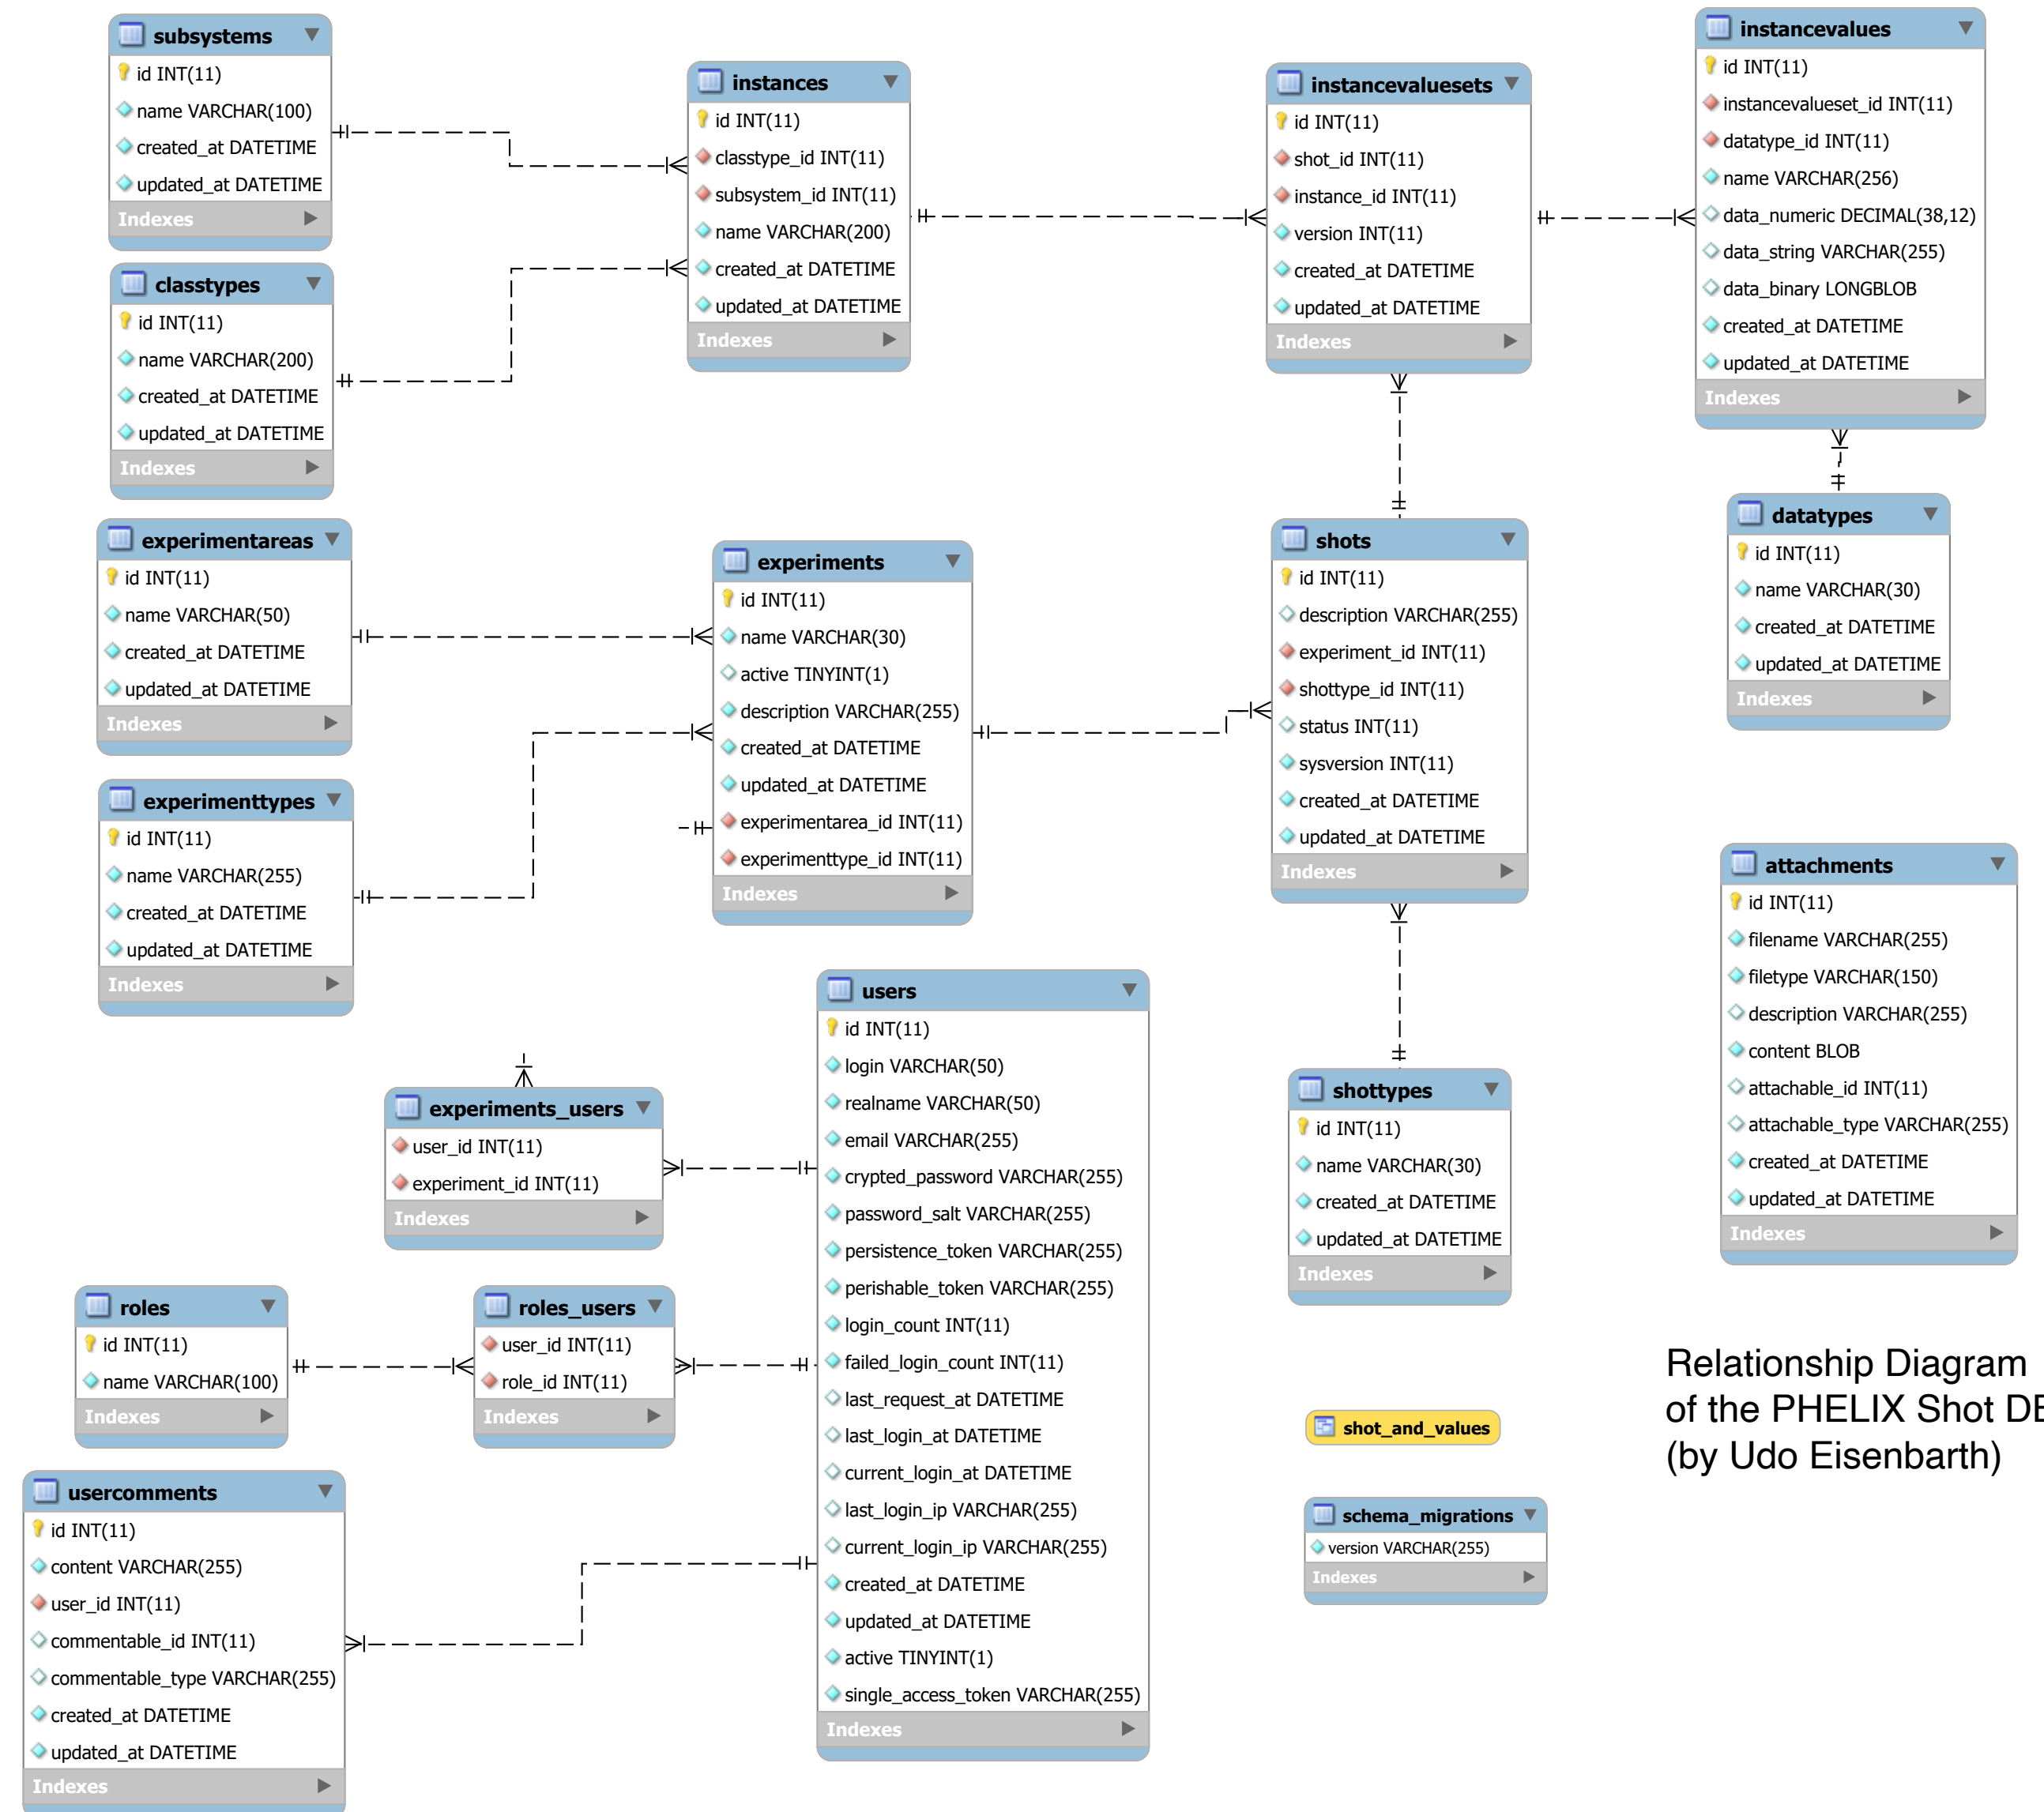 subsystems
id INT(11)
name VARCHAR(100)
created_at DATETIME
updated_at DATETIME
Indexes
classtypes
id INT(11)
name VARCHAR(200)
created_at DATETIME
updated_at DATETIME
Indexes
instances
id INT(11)
classtype_id INT(11)
subsystem_id INT(11)
name VARCHAR(200)
created_at DATETIME
updated_at DATETIME
Indexes
instancevaluesets
id INT(11)
shot_id INT(11)
instance_id INT(11)
version INT(11)
created_at DATETIME
updated_at DATETIME
Indexes
instancevalues
id INT(11)
instancevalueset_id INT(11)
datatype_id INT(11)
name VARCHAR(256)
data_numeric DECIMAL(38,12)
data_string VARCHAR(255)
data_binary LONGBLOB
created_at DATETIME
updated_at DATETIME
Indexes
experimentareas
id INT(11)
name VARCHAR(50)
created_at DATETIME
updated_at DATETIME
Indexes
experimenttypes
id INT(11)
name VARCHAR(255)
created_at DATETIME
updated_at DATETIME
Indexes
experiments
id INT(11)
name VARCHAR(30)
active TINYINT(1)
description VARCHAR(255)
created_at DATETIME
updated_at DATETIME
experimentarea_id INT(11)
experimenttype_id INT(11)
Indexes
shots
id INT(11)
description VARCHAR(255)
experiment_id INT(11)
shottype_id INT(11)
status INT(11)
sysversion INT(11)
created_at DATETIME
updated_at DATETIME
Indexes
datatypes
id INT(11)
name VARCHAR(30)
created_at DATETIME
updated_at DATETIME
Indexes
attachments
id INT(11)
filename VARCHAR(255)
filetype VARCHAR(150)
description VARCHAR(255)
content BLOB
attachable_id INT(11)
attachable_type VARCHAR(255)
created_at DATETIME
updated_at DATETIME
Indexes
experiments_users
user_id INT(11)
experiment_id INT(11)
Indexes
users
id INT(11)
login VARCHAR(50)
realname VARCHAR(50)
email VARCHAR(255)
crypted_password VARCHAR(255)
password_salt VARCHAR(255)
persistence_token VARCHAR(255)
perishable_token VARCHAR(255)
login_count INT(11)
failed_login_count INT(11)
last_request_at DATETIME
last_login_at DATETIME
current_login_at DATETIME
last_login_ip VARCHAR(255)
current_login_ip VARCHAR(255)
created_at DATETIME
updated_at DATETIME
active TINYINT(1)
single_access_token VARCHAR(255)
Indexes
shottypes
id INT(11)
name VARCHAR(30)
created_at DATETIME
updated_at DATETIME
Indexes
roles
id INT(11)
name VARCHAR(100)
Indexes
roles_users
user_id INT(11)
role_id INT(11)
Indexes
usercomments
id INT(11)
content VARCHAR(255)
user_id INT(11)
commentable_id INT(11)
commentable_type VARCHAR(255)
created_at DATETIME
updated_at DATETIME
Indexes
shot_and_values
schema_migrations
version VARCHAR(255)
Indexes
Relationship Diagram
of the PHELIX Shot
(by Udo Eisenbarth)